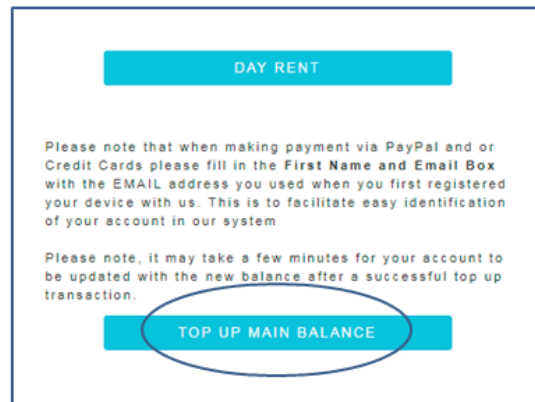 DAY RENT
Please note that when making payment via PayPal and or
Credit Cards please fill in the First Name and Email Box
with the EMAIL address you used when you first registered
your device with us. This is to facilitate easy identification
of your account in our system
Please note, it may take a few minutes for your account to
be updated with the new balance after a successful top up
transaction.
TOP UP MAIN BALANCE